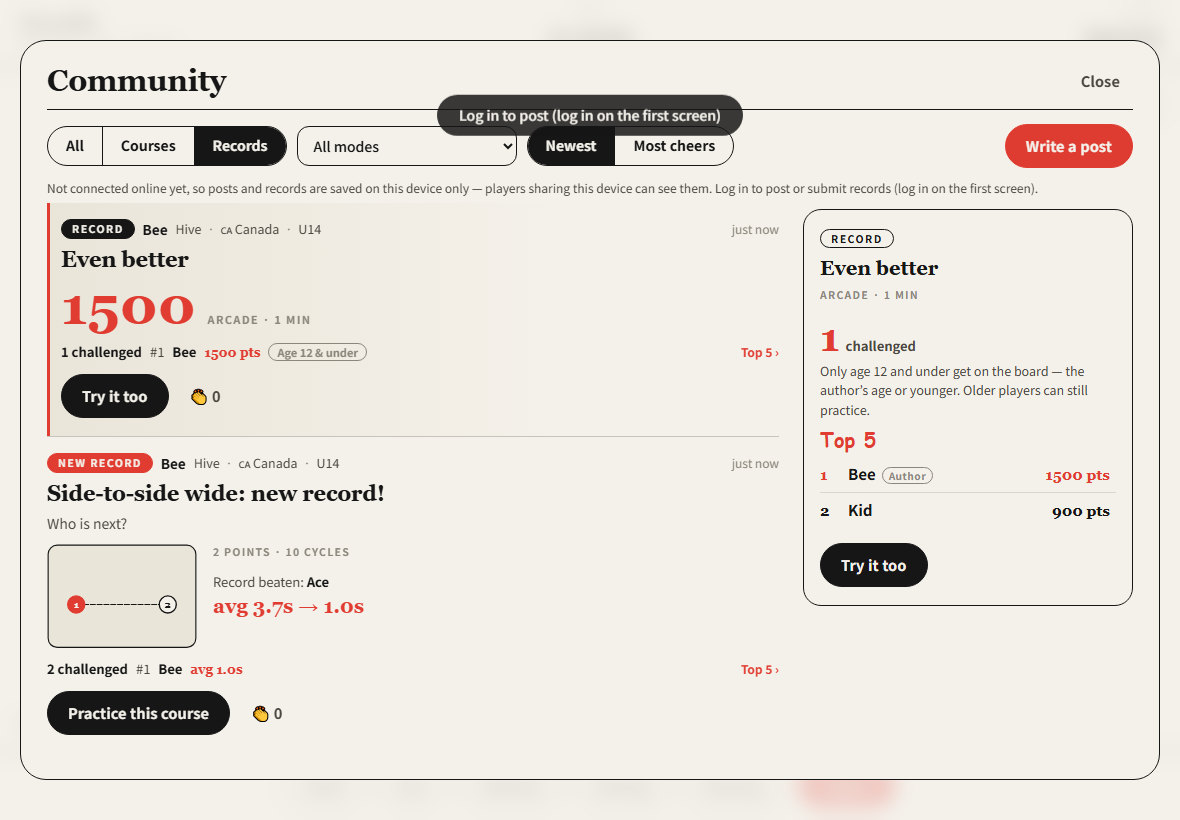 Community
Close
Log in to post (log in on the first screen)
All
Courses
Records
All modes
Newest
Most cheers
Write a post
Not connected online yet, so posts and records are saved on this device only — players sharing this device can see them. Log in to post or submit records (log in on the first screen).
RECORD Bee Hive · CA Canada · U14 just now
Even better
1500 ARCADE · 1 MIN
1 challenged #1 Bee 1500 pts Age 12 & under Top 5 ›
Try it too 👏 0
NEW RECORD Bee Hive · CA Canada · U14 just now
Side-to-side wide: new record!
Who is next?
1 2
2 POINTS · 10 CYCLES
Record beaten: Ace
avg 3.7s → 1.0s
2 challenged #1 Bee avg 1.0s Top 5 ›
Practice this course 👏 0
RECORD
Even better
ARCADE · 1 MIN
1 challenged
Only age 12 and under get on the board — the
author’s age or younger. Older players can still
practice.
Top 5
1 Bee Author 1500 pts
2 Kid 900 pts
Try it too